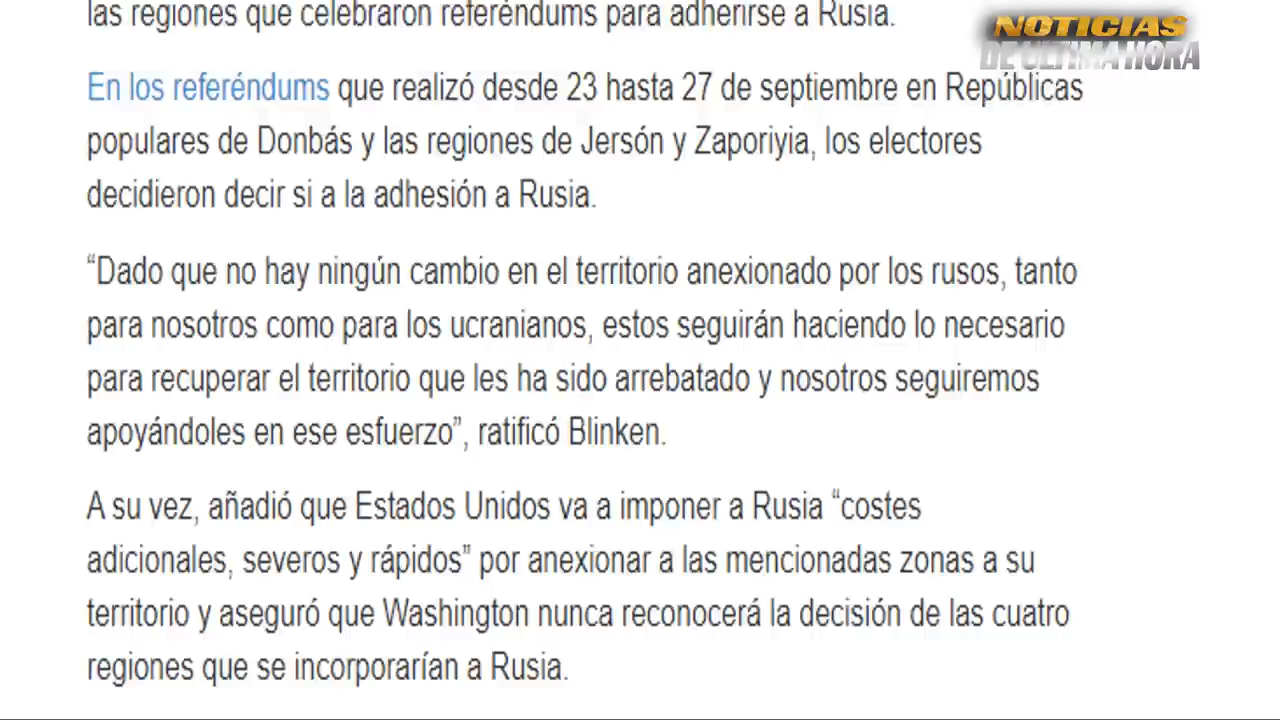 las regiones que celebraron referéndums para adherirse a Rusia.
NOTICIAS
DE ULTIMA HORA
En los referéndums que realizó desde 23 hasta 27 de septiembre en Repúblicas
populares de Donbás y las regiones de Jersón y Zaporiyia, los electores
decidieron decir si a la adhesión a Rusia.
“Dado que no hay ningún cambio en el territorio anexionado por los rusos, tanto
para nosotros como para los ucranianos, estos seguirán haciendo lo necesario
para recuperar el territorio que les ha sido arrebatado y nosotros seguiremos
apoyándoles en ese esfuerzo”, ratificó Blinken.
A su vez, añadió que Estados Unidos va a imponer a Rusia “costes
adicionales, severos y rápidos” por anexionar a las mencionadas zonas a su
territorio y aseguró que Washington nunca reconocerá la decisión de las cuatro
regiones que se incorporarían a Rusia.